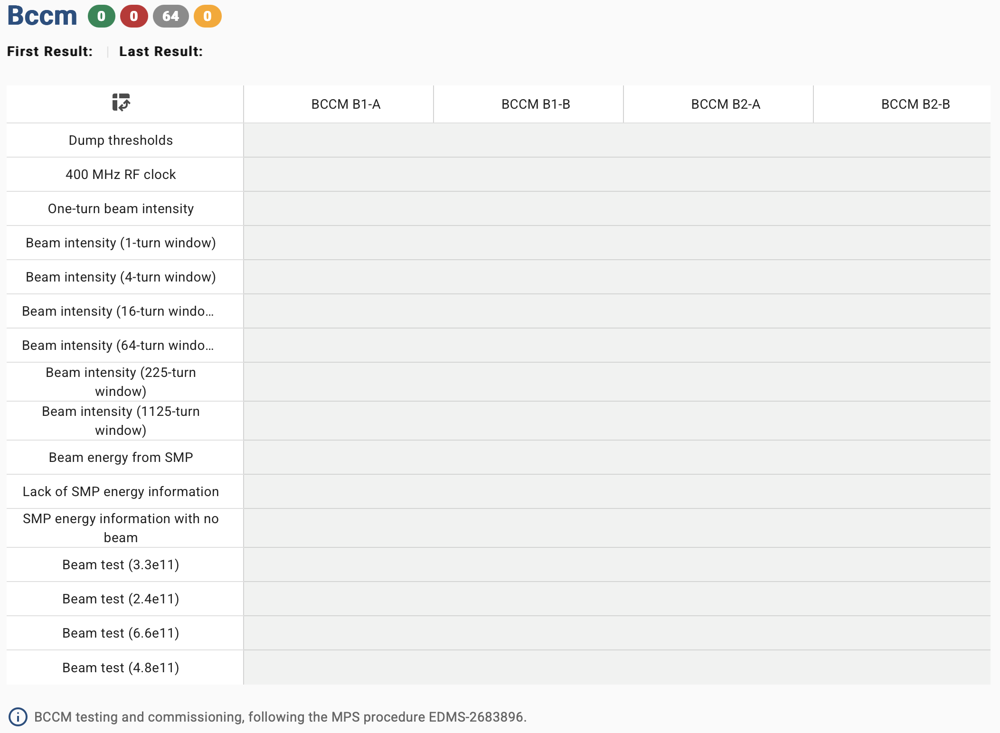 Bccm 0 0 64 0
First Result: Last Result:
BCCM B1-A BCCM B1-B BCCM B2-A BCCM B2-B
Dump thresholds
400 MHz RF clock
One-turn beam intensity
Beam intensity (1-turn window)
Beam intensity (4-turn window)
Beam intensity (16-turn windo...
Beam intensity (64-turn windo...
Beam intensity (225-turn
window)
Beam intensity (1125-turn
window)
Beam energy from SMP
Lack of SMP energy information
SMP energy information with no
beam
Beam test (3.3e11)
Beam test (2.4e11)
Beam test (6.6e11)
Beam test (4.8e11)
BCCM testing and commissioning, following the MPS procedure EDMS-2683896.